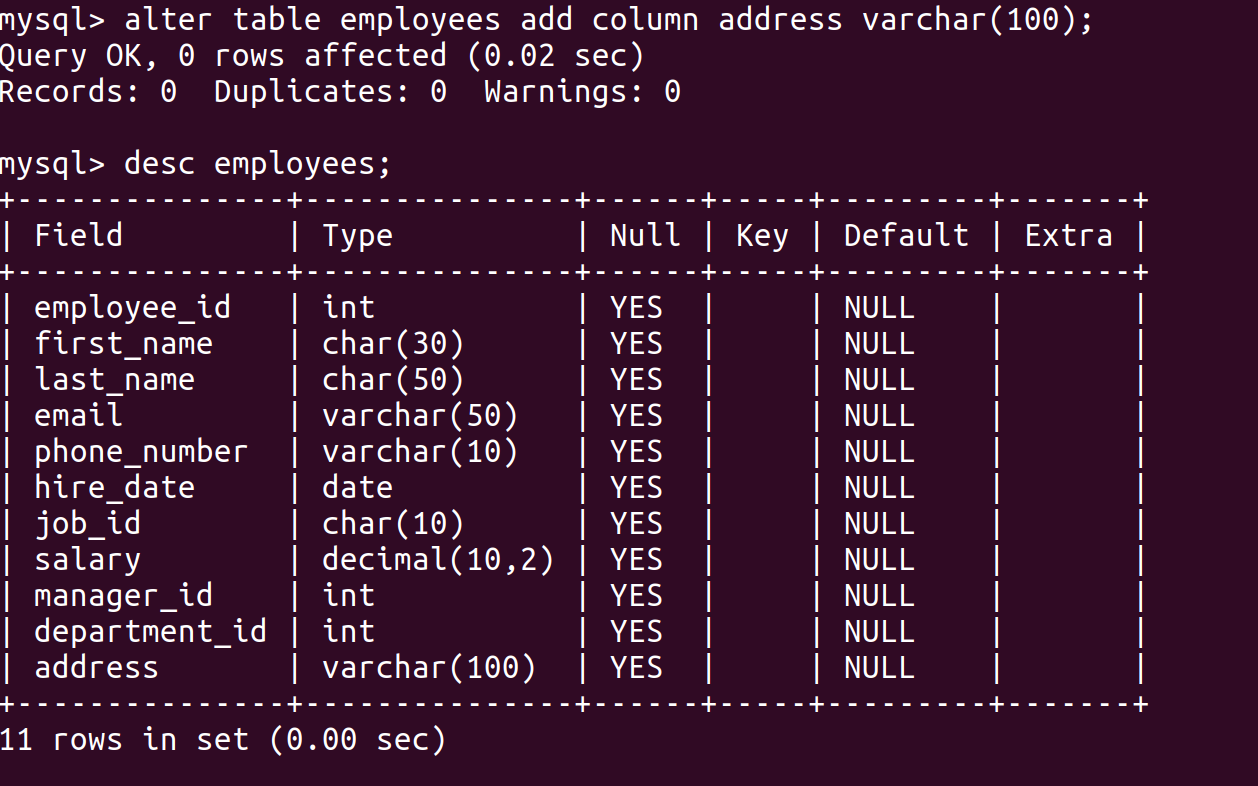 mysql> alter table employees add column address varchar(100);
Query OK, 0 rows affected (0.02 sec)
Records: 0  Duplicates: 0  Warnings: 0

mysql> desc employees;
+---------------+---------------+------+-----+---------+-------+
| Field         | Type          | Null | Key | Default | Extra |
+---------------+---------------+------+-----+---------+-------+
| employee_id   | int           | YES  |     | NULL    |       |
| first_name    | char(30)      | YES  |     | NULL    |       |
| last_name     | char(50)      | YES  |     | NULL    |       |
| email         | varchar(50)   | YES  |     | NULL    |       |
| phone_number  | varchar(10)   | YES  |     | NULL    |       |
| hire_date     | date          | YES  |     | NULL    |       |
| job_id        | char(10)      | YES  |     | NULL    |       |
| salary        | decimal(10,2) | YES  |     | NULL    |       |
| manager_id    | int           | YES  |     | NULL    |       |
| department_id | int           | YES  |     | NULL    |       |
| address       | varchar(100)  | YES  |     | NULL    |       |
+---------------+---------------+------+-----+---------+-------+
11 rows in set (0.00 sec)